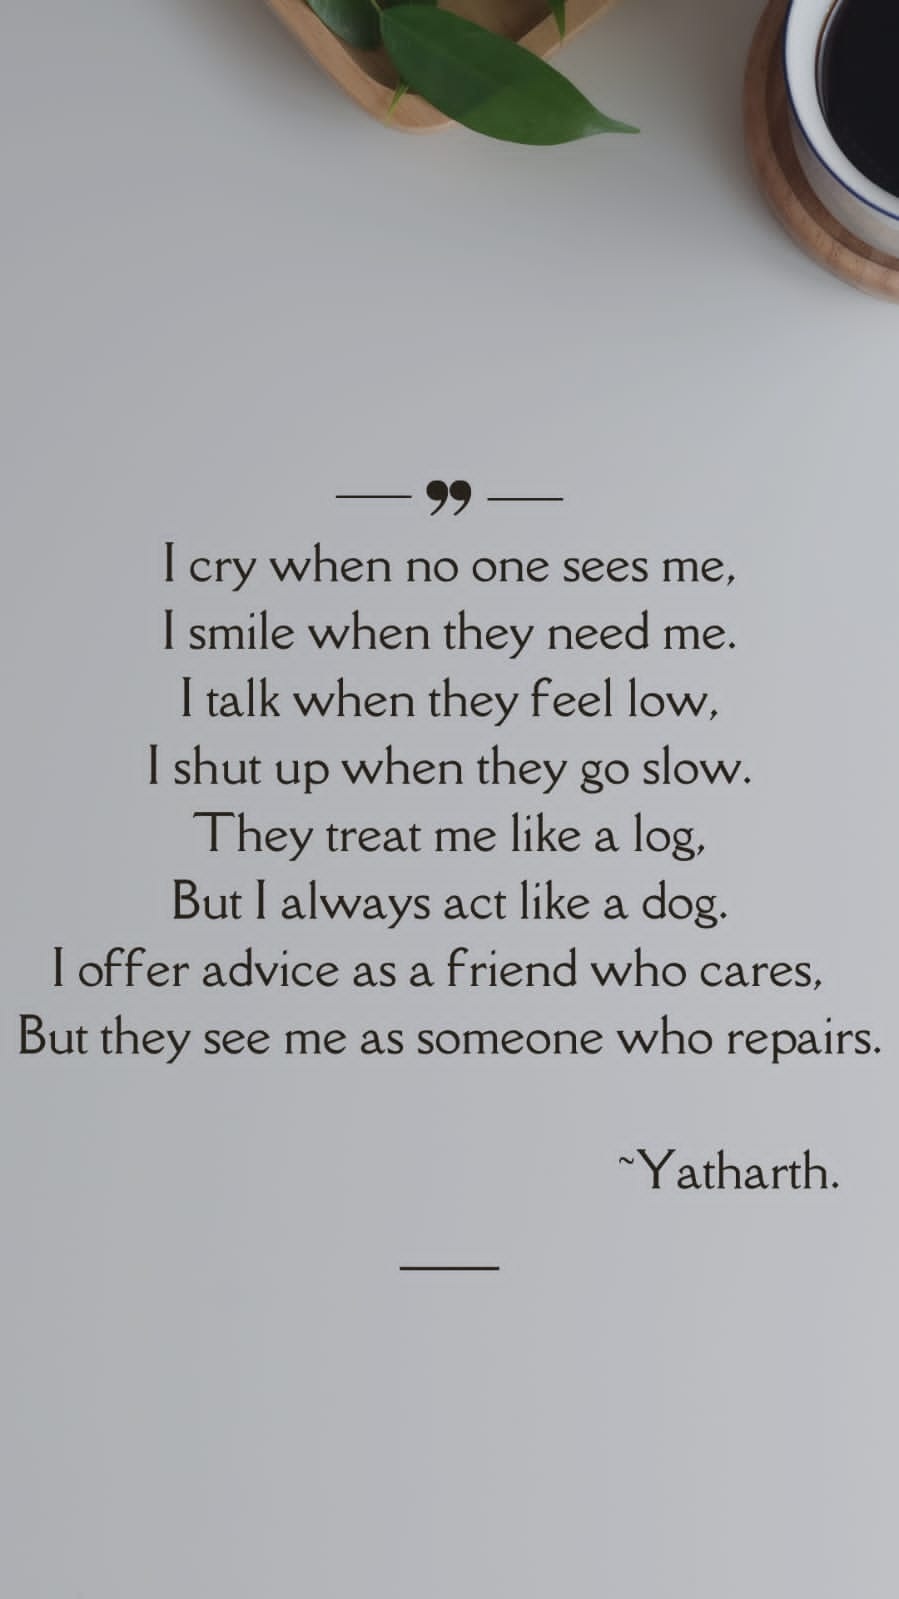 ❞
I cry when no one sees me,
I smile when they need me.
I talk when they feel low,
I shut up when they go slow.
They treat me like a log,
But I always act like a dog.
I offer advice as a friend who cares,
But they see me as someone who repairs.
~Yatharth.